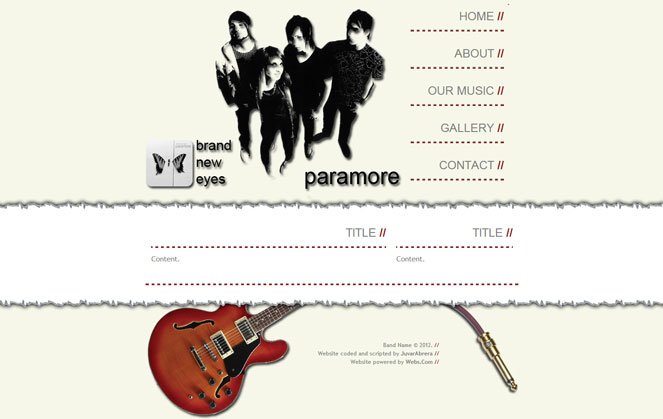 HOME //
ABOUT //
OUR MUSIC //
GALLERY //
CONTACT //
brand
new
eyes
paramore
TITLE //
Content.
TITLE //
Content.
Band Name © 2012. //
Website coded and scripted by JuvarAbrera //
Website powered by Webs.Com //